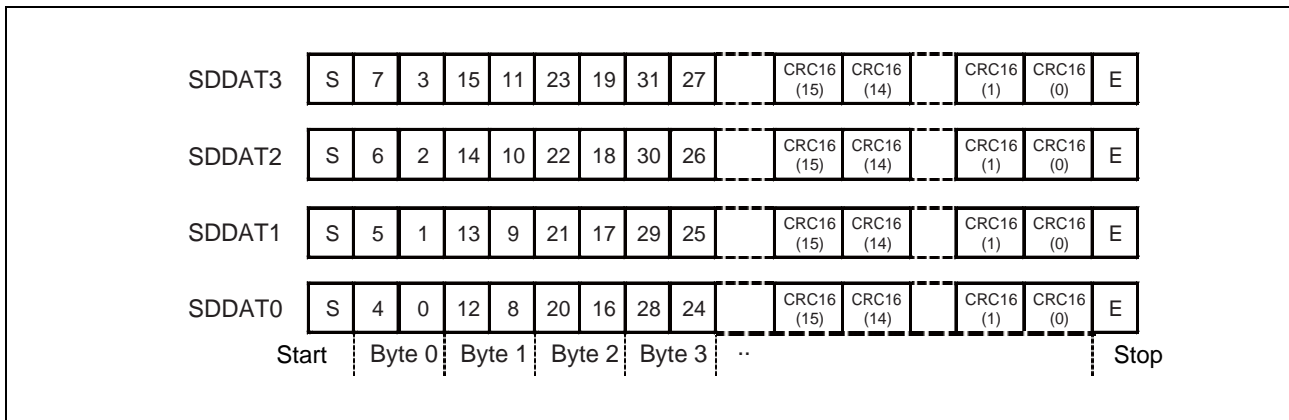 SDDAT3 S 7 3 15 11 23 19 31 27 CRC16 (15) CRC16 (14) CRC16 (1) CRC16 (0) E
SDDAT2 S 6 2 14 10 22 18 30 26 CRC16 (15) CRC16 (14) CRC16 (1) CRC16 (0) E
SDDAT1 S 5 1 13 9 21 17 29 25 CRC16 (15) CRC16 (14) CRC16 (1) CRC16 (0) E
SDDAT0 S 4 0 12 8 20 16 28 24 CRC16 (15) CRC16 (14) CRC16 (1) CRC16 (0) E
Start Byte 0 Byte 1 Byte 2 Byte 3 .. Stop